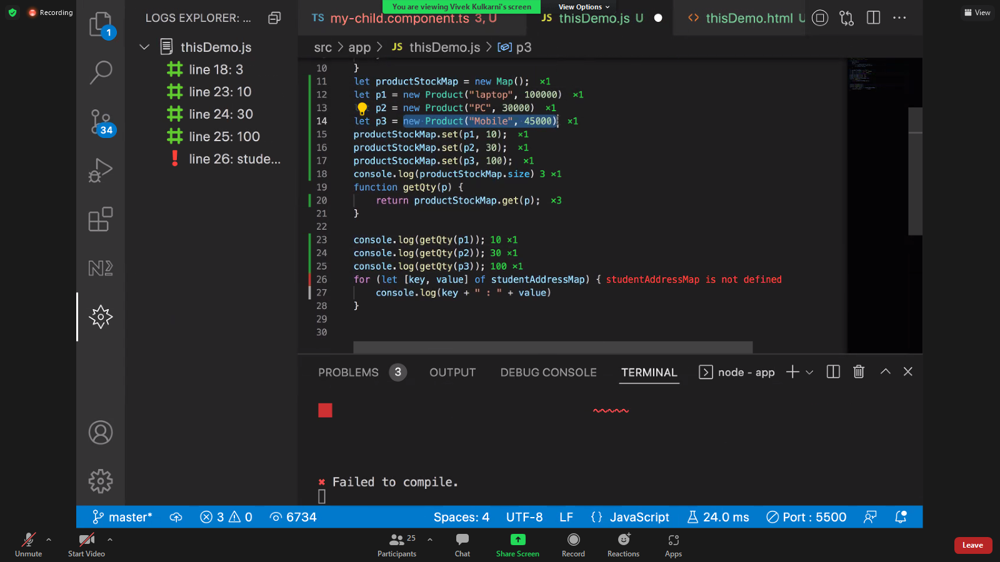 Recording
You are viewing Vivek Kulkarni's screen
View Options
View
1
34
LOGS EXPLORER: ...
thisDemo.js
line 18: 3
line 23: 10
line 24: 30
line 25: 100
line 26: stude...
TS my-child.component.ts 3, U
JS thisDemo.js U
<> thisDemo.html U
src > app > JS thisDemo.js > p3
10 }
11 let productStockMap = new Map(); ×1
12 let p1 = new Product("laptop", 100000) ×1
13 p2 = new Product("PC", 30000) ×1
14 let p3 = new Product("Mobile", 45000) ×1
15 productStockMap.set(p1, 10); ×1
16 productStockMap.set(p2, 30); ×1
17 productStockMap.set(p3, 100); ×1
18 console.log(productStockMap.size) 3 ×1
19 function getQty(p) {
20 return productStockMap.get(p); ×3
21 }
22
23 console.log(getQty(p1)); 10 ×1
24 console.log(getQty(p2)); 30 ×1
25 console.log(getQty(p3)); 100 ×1
26 for (let [key, value] of studentAddressMap) { studentAddressMap is not defined
27 console.log(key + " : " + value)
28 }
29
30
PROBLEMS 3 OUTPUT DEBUG CONSOLE TERMINAL node - app
✖ Failed to compile.
master* 3 0 6734 Spaces: 4 UTF-8 LF {} JavaScript 24.0 ms Port : 5500
Unmute
Start Video
25
Participants
Chat
Share Screen
Record
Reactions
Apps
Leave